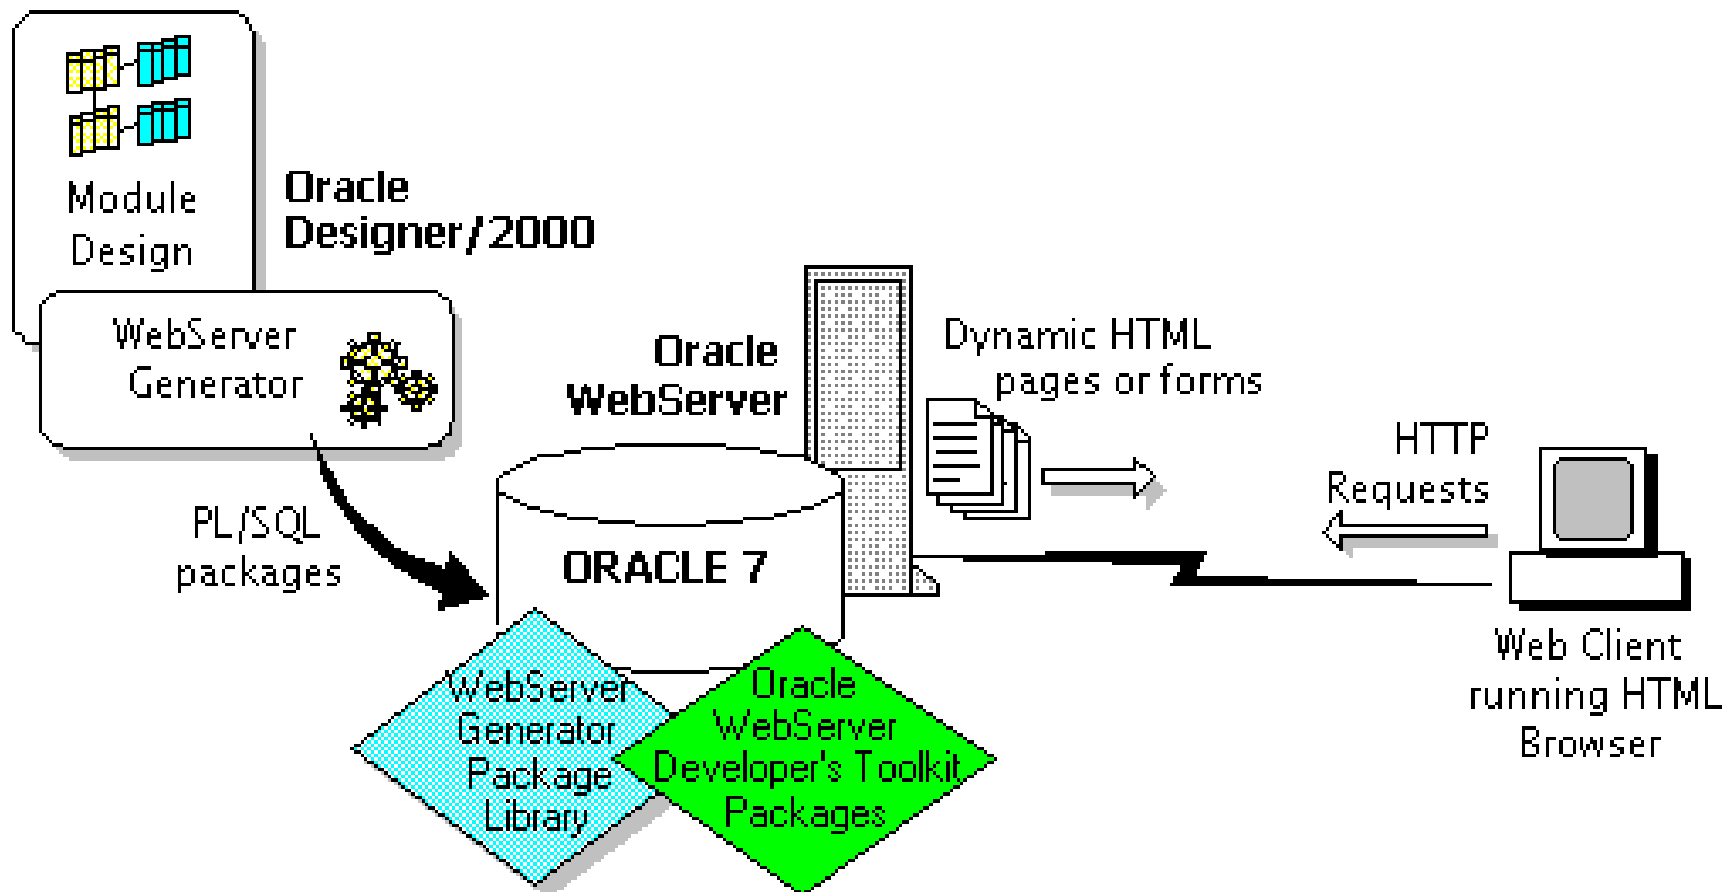 Module
Design
Oracle
Designer/2000
WebServer
Generator
PL/SQL
packages
Oracle
WebServer
ORACLE 7
Dynamic HTML
pages or forms
HTTP
Requests
Web Client
running HTML
Browser
WebServer
Generator
Package
Library
Oracle
WebServer
Developer's Toolkit
Packages